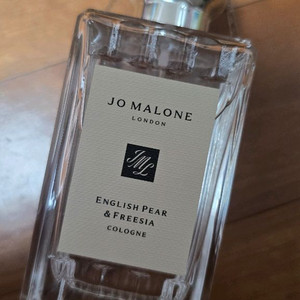 JO MALONE
LONDON
JML
ENGLISH PEAR
& FREESIA
COLOGNE